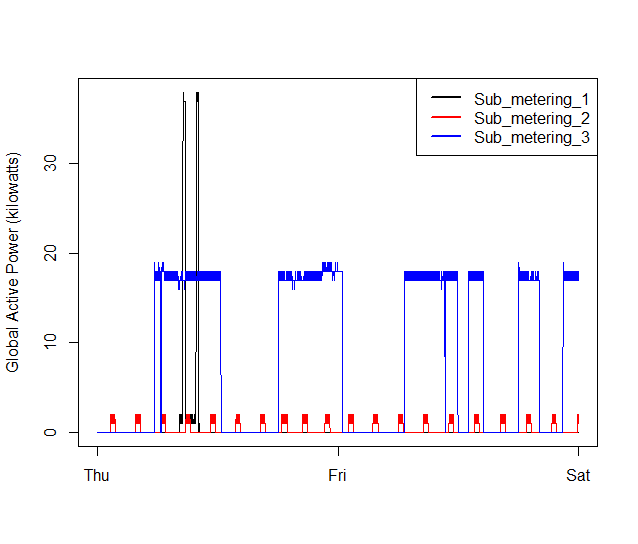 Sub_metering_1
Sub_metering_2
Sub_metering_3
Global Active Power (kilowatts)
30
20
10
0
Thu Fri Sat